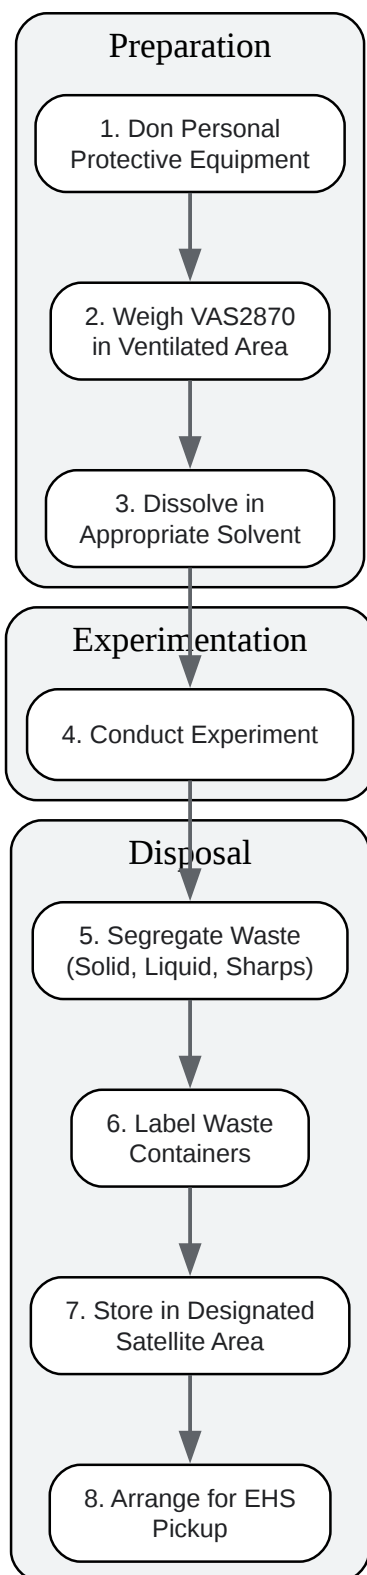 Preparation
1. Don Personal
Protective Equipment
2. Weigh VAS2870
in Ventilated Area
3. Dissolve in
Appropriate Solvent
Experimentation
4. Conduct Experiment
Disposal
5. Segregate Waste
(Solid, Liquid, Sharps)
6. Label Waste
Containers
7. Store in Designated
Satellite Area
8. Arrange for EHS
Pickup